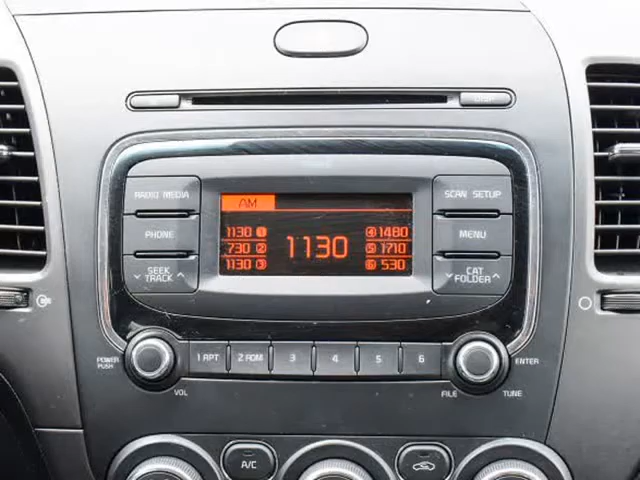 DISP
RADIO MEDIA
SCAN SETUP
AM
PHONE
1130 1
730 2
1130 3
1130
4 1480
5 1710
6 530
MENU
SEEK
TRACK
CAT
FOLDER
POWER
PUSH
VOL
1 RPT
2 RDM
3
4
5
6
ENTER
FILE
TUNE
A/C